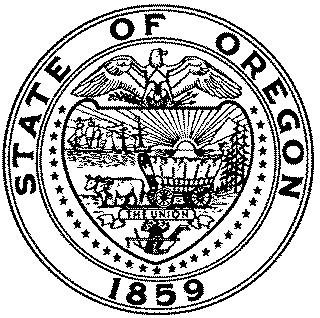 STATE OF OREGON
THE UNION
1859